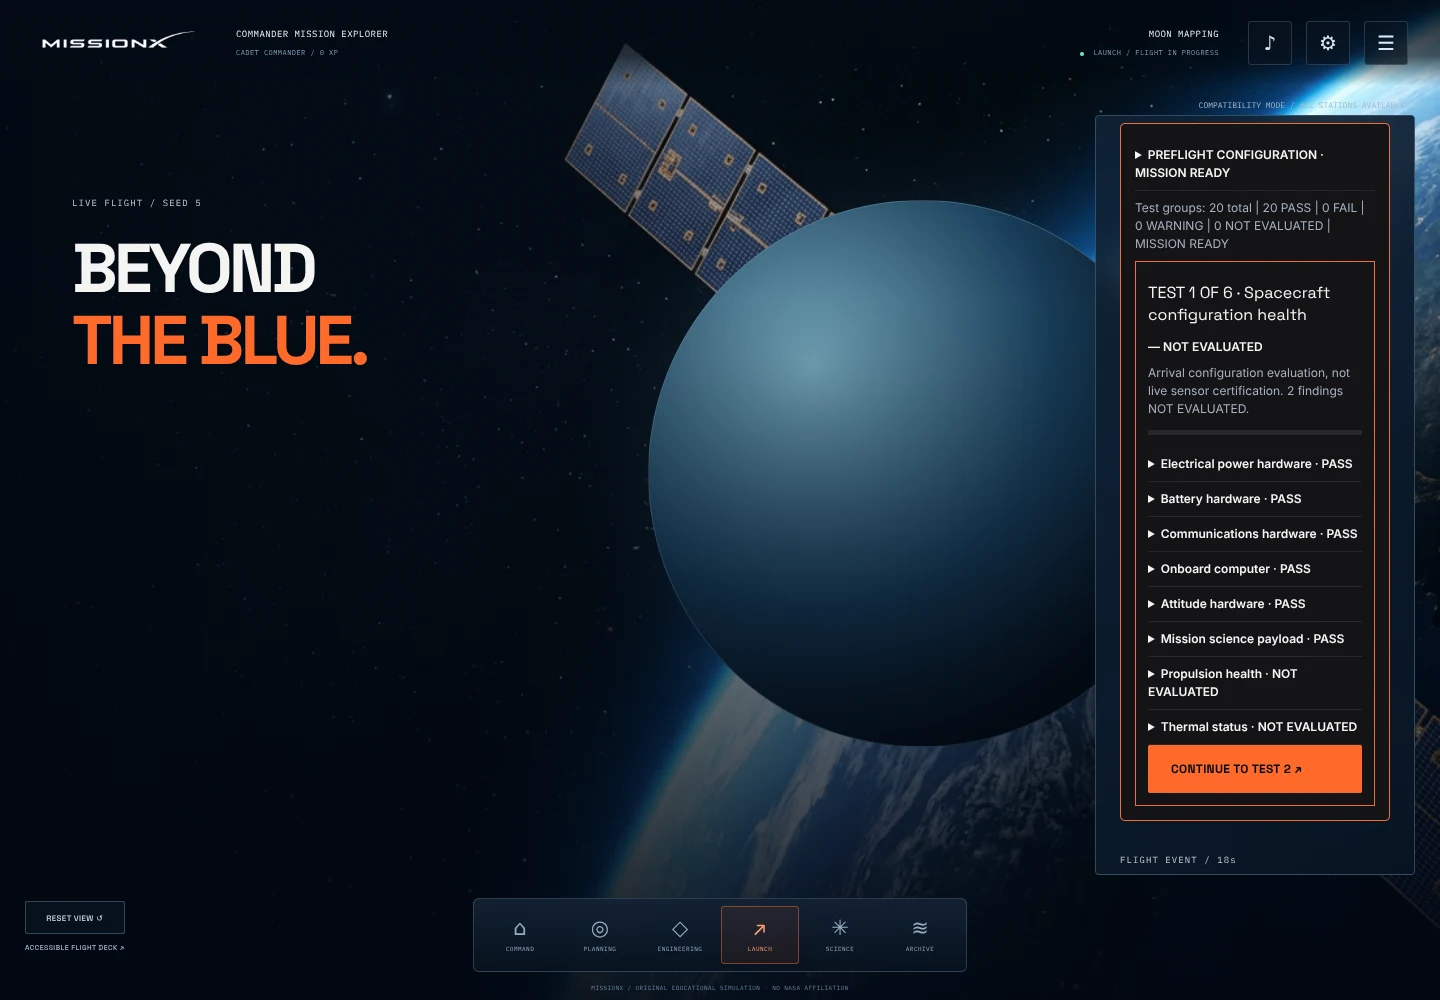 MISSIONX
COMMANDER MISSION EXPLORER
CADET COMMANDER / 0 XP
MOON MAPPING
LAUNCH / FLIGHT IN PROGRESS
COMPATIBILITY MODE / ALL STATIONS AVAILABLE
LIVE FLIGHT / SEED 5
BEYOND
THE BLUE.
PREFLIGHT CONFIGURATION ·
MISSION READY
Test groups: 20 total | 20 PASS | 0 FAIL |
0 WARNING | 0 NOT EVALUATED |
MISSION READY
TEST 1 OF 6 · Spacecraft
configuration health
— NOT EVALUATED
Arrival configuration evaluation, not
live sensor certification. 2 findings
NOT EVALUATED.
Electrical power hardware · PASS
Battery hardware · PASS
Communications hardware · PASS
Onboard computer · PASS
Attitude hardware · PASS
Mission science payload · PASS
Propulsion health · NOT
EVALUATED
Thermal status · NOT EVALUATED
CONTINUE TO TEST 2 ↗
FLIGHT EVENT / 18s
RESET VIEW ↺
ACCESSIBLE FLIGHT DECK ↗
COMMAND
PLANNING
ENGINEERING
LAUNCH
SCIENCE
ARCHIVE
MISSIONX / ORIGINAL EDUCATIONAL SIMULATION · NO NASA AFFILIATION